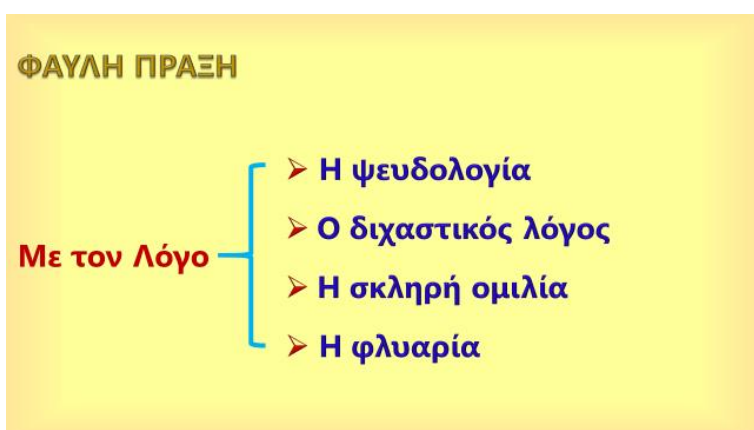 ΦΑΥΛΗ ΠΡΑΞΗ
Με τον Λόγο
Η ψευδολογία
Ο διχαστικός λόγος
Η σκληρή ομιλία
Η φλυαρία